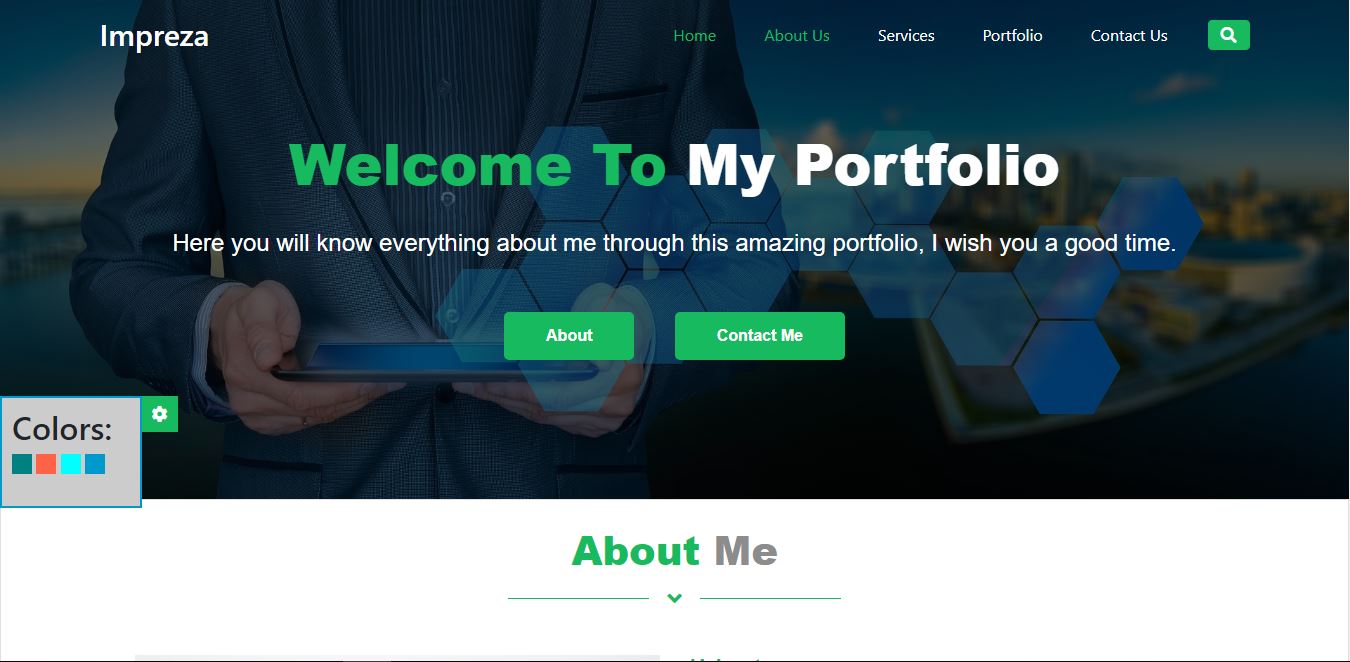 Impreza
Home About Us Services Portfolio Contact Us
Welcome To My Portfolio
Here you will know everything about me through this amazing portfolio, I wish you a good time.
About Contact Me
Colors:
About Me